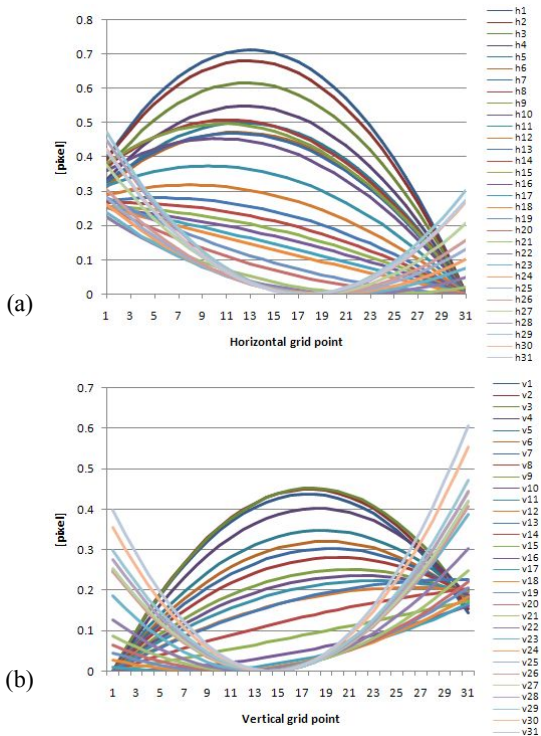 0.8
0.7
0.6
0.5
0.4
0.3
0.2
0.1
0
[pixel]
1 3 5 7 9 11 13 15 17 19 21 23 25 27 29 31
Horizontal grid point
(a)
h1
h2
h3
h4
h5
h6
h7
h8
h9
h10
h11
h12
h13
h14
h15
h16
h17
h18
h19
h20
h21
h22
h23
h24
h25
h26
h27
h28
h29
h30
h31
0.7
0.6
0.5
0.4
0.3
0.2
0.1
0
[pixel]
1 3 5 7 9 11 13 15 17 19 21 23 25 27 29 31
Vertical grid point
(b)
v1
v2
v3
v4
v5
v6
v7
v8
v9
v10
v11
v12
v13
v14
v15
v16
v17
v18
v19
v20
v21
v22
v23
v24
v25
v26
v27
v28
v29
v30
v31